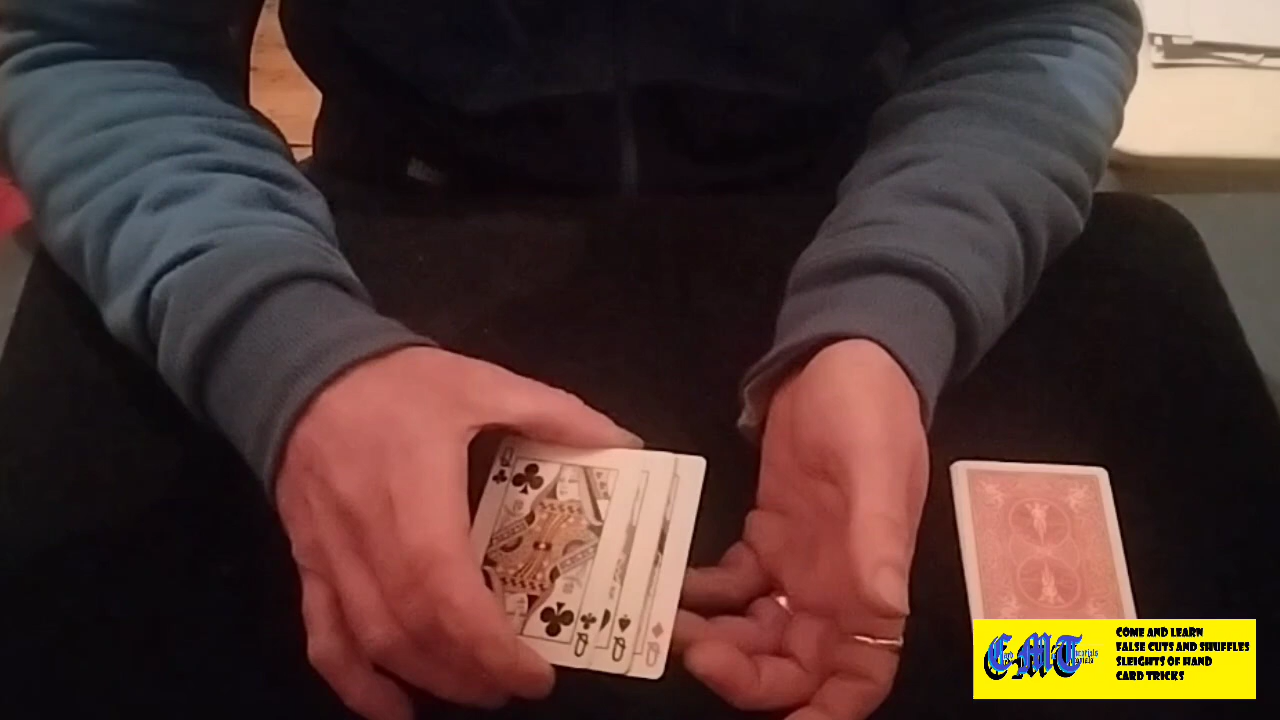 Q
Q
Q
Q
CMT
COME AND LEARN
FALSE CUTS AND SHUFFLES
SLEIGHTS OF HAND
CARD TRICKS